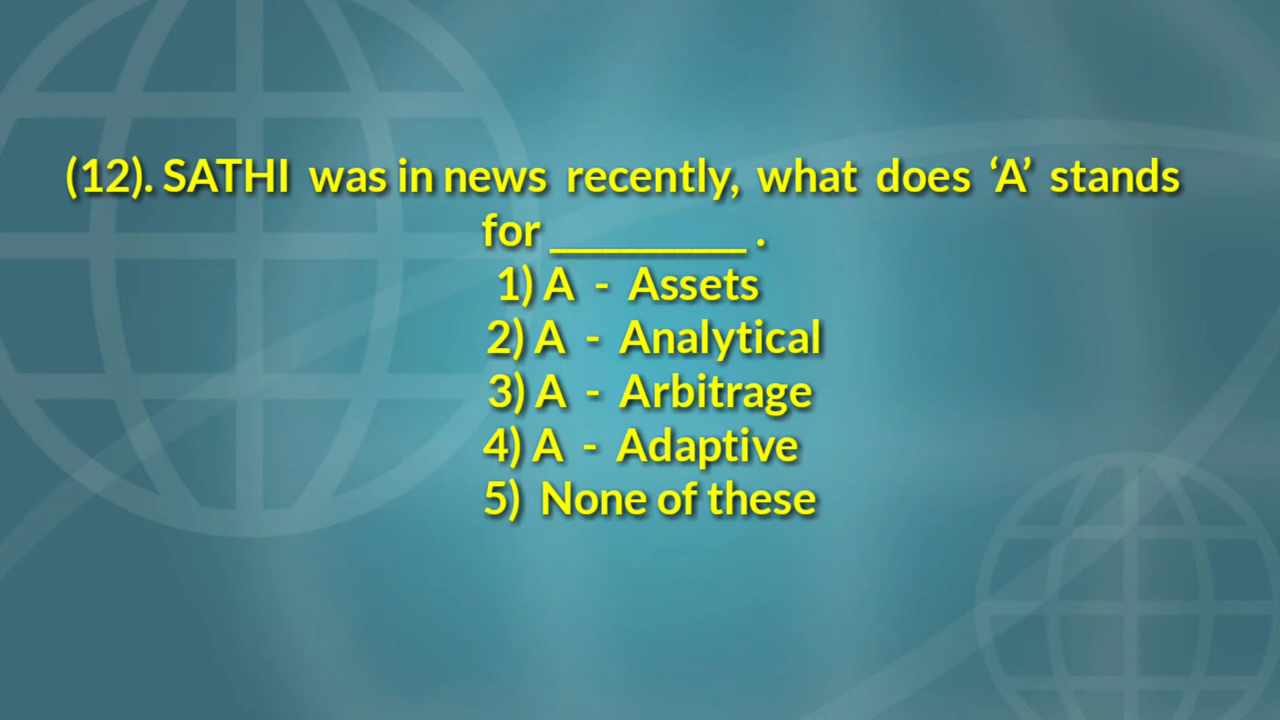 (12). SATHI was in news recently, what does ‘A’ stands
for __________ .
1) A - Assets
2) A - Analytical
3) A - Arbitrage
4) A - Adaptive
5) None of these